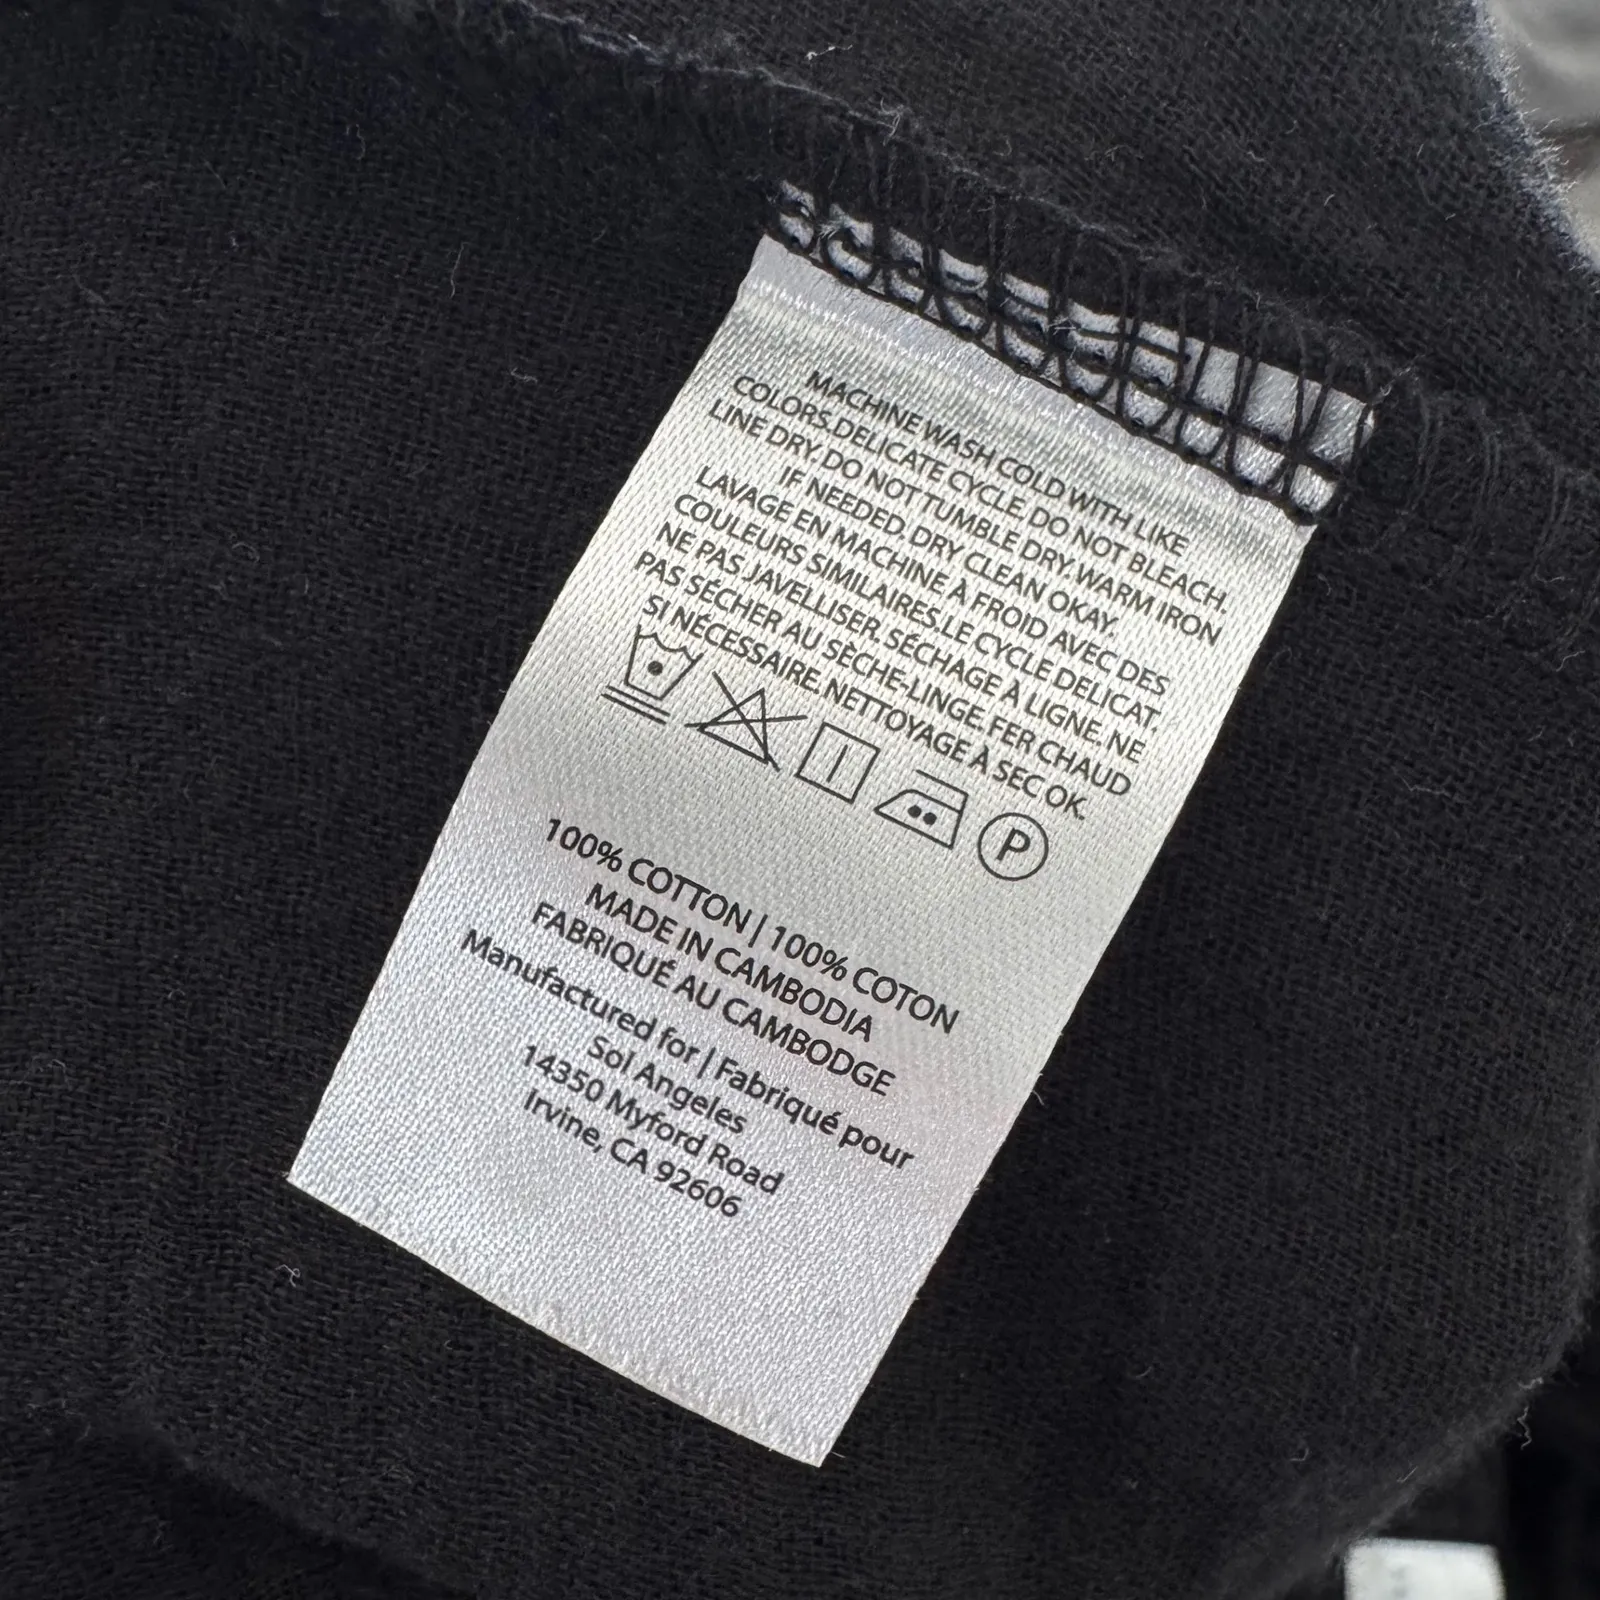 MACHINE WASH COLD WITH LIKE
COLORS.DELICATE CYCLE. DO NOT BLEACH.
LINE DRY. DO NOT TUMBLE DRY. WARM IRON
IF NEEDED. DRY CLEAN OKAY.
LAVAGE EN MACHINE À FROID AVEC DES
COULEURS SIMILAIRES.LE CYCLE DELICAT.
NE PAS JAVELLISER. SÉCHAGE À LIGNE. NE
PAS SÉCHER AU SÈCHE-LINGE. FER CHAUD
SI NÉCESSAIRE. NETTOYAGE À SEC OK.
P
100% COTTON | 100% COTON
MADE IN CAMBODIA
FABRIQUÉ AU CAMBODGE
Manufactured for | Fabriqué pour
Sol Angeles
14350 Myford Road
Irvine, CA 92606